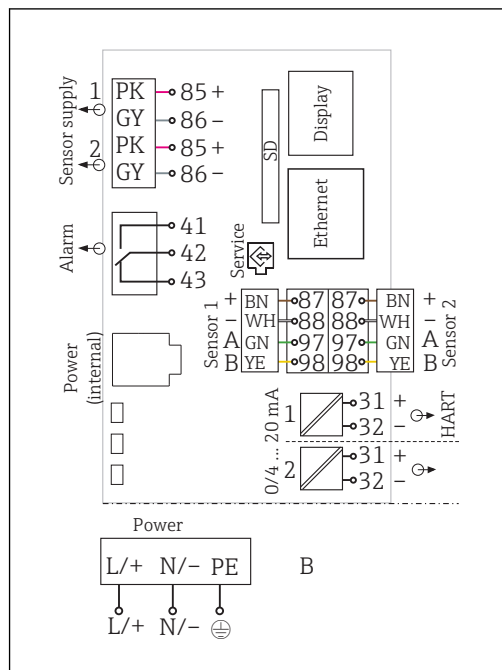 Sensor supply
1
PK
85 +
GY
86 −
2
PK
85 +
GY
86 −
Alarm
41
42
43
SD
Display
Ethernet
Service
Power
(internal)
Sensor 1
+ BN 87 87 BN +
− WH 88 88 WH −
A GN 97 97 GN A
B YE 98 98 YE B
Sensor 2
0/4 ... 20 mA
1
31 +
32 −
HART
2
31 +
32 −
Power
L/+ N/− PE
L/+ N/−
B